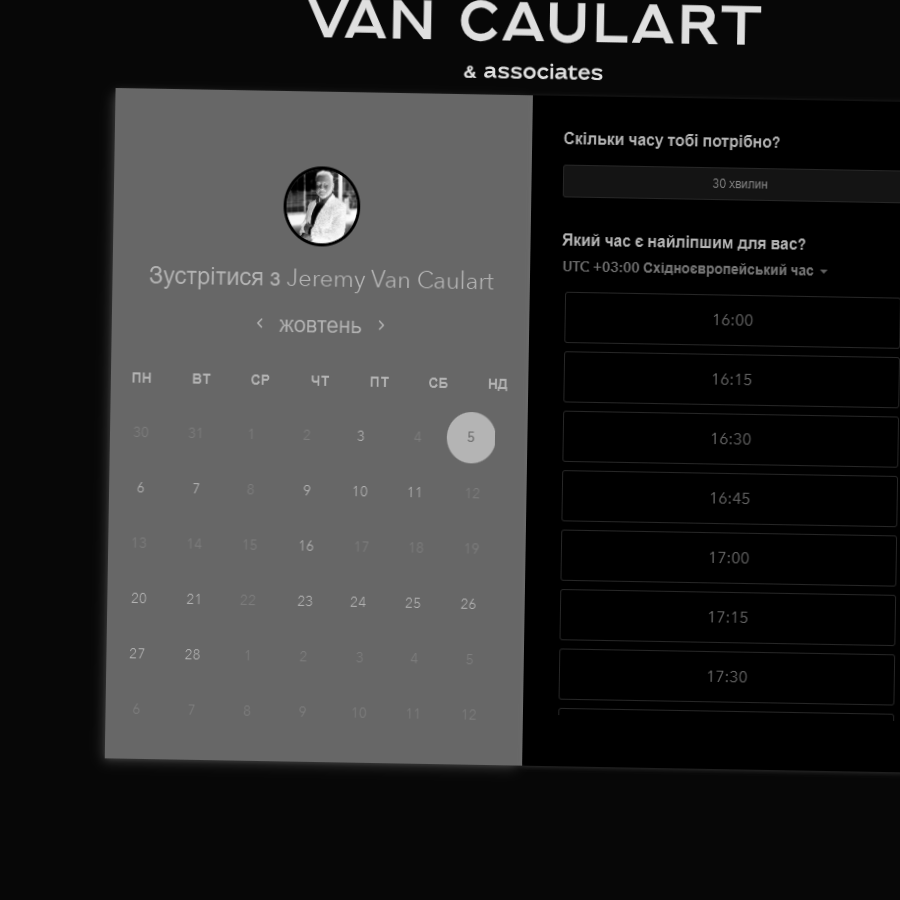 VAN CAULART
& associates
Зустрітися з Jeremy Van Caulart
жовтень
ПН ВТ СР ЧТ ПТ СБ НД
30 31 1 2 3 4 5
6 7 8 9 10 11 12
13 14 15 16 17 18 19
20 21 22 23 24 25 26
27 28 1 2 3 4 5
6 7 8 9 10 11 12
Скільки часу тобі потрібно?
30 хвилин
Який час є найліпшим для вас?
UTC +03:00 Східноєвропейський час
16:00
16:15
16:30
16:45
17:00
17:15
17:30